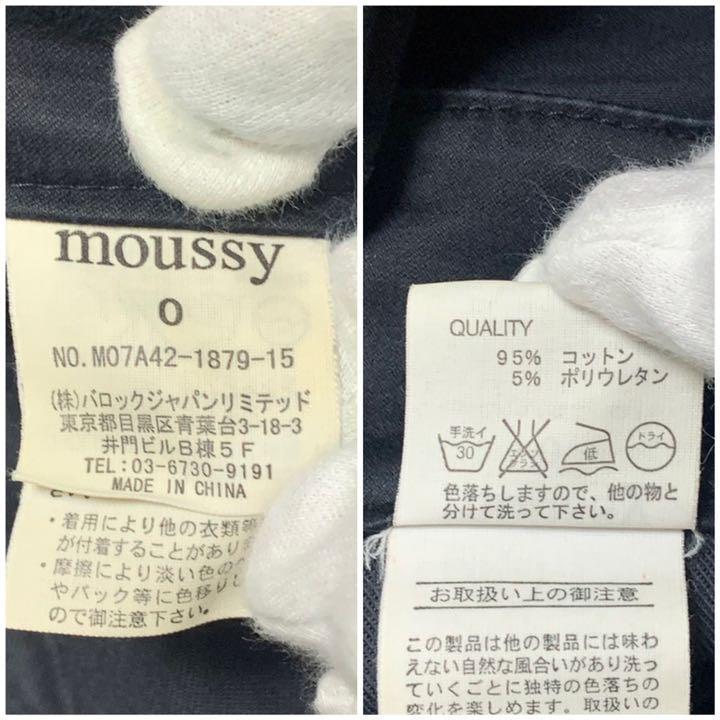 moussy
0
NO.M07A42-1879-15
(株)バロックジャパンリミテッド
東京都目黒区青葉台3-18-3
井門ビルB棟5F
TEL:03-6730-9191
MADE IN CHINA
・着用により他の衣類
が付着することがあり
・摩擦により淡い色の
やバック等に色移りし
ので御注意下さい。
QUALITY
95% コットン
5% ポリウレタン
手洗イ
30
エンソサラシ
低
ドライ
色落ちしますので、他の物と
分けて洗って下さい。
お取扱い上の御注意
この製品は他の製品には味わ
えない自然な風合いがあり洗っ
ていくごとに独特の色落ちの
変化を楽しめます。取扱いの